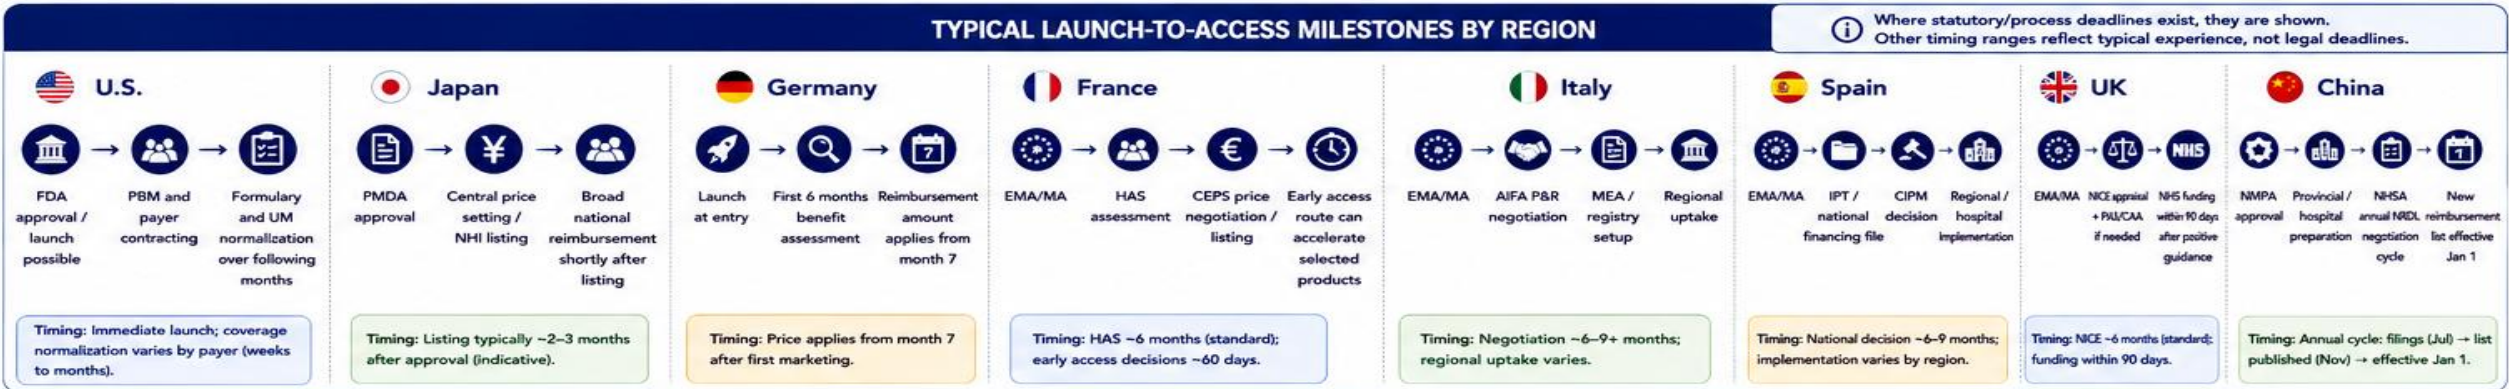 TYPICAL LAUNCH-TO-ACCESS MILESTONES BY REGION
Where statutory/process deadlines exist, they are shown.
Other timing ranges reflect typical experience, not legal deadlines.
U.S.
FDA
approval /
launch
possible
PBM and
payer
contracting
Formulary
and UM
normalization
over following
months
Timing: Immediate launch; coverage
normalization varies by payer (weeks
to months).
Japan
PMDA
approval
Central price
setting /
NHI listing
Broad
national
reimbursement
shortly after
listing
Timing: Listing typically ~2–3 months
after approval (indicative).
Germany
Launch
at entry
First 6 months
benefit
assessment
7
Reimbursement
amount
applies from
month 7
Timing: Price applies from month 7
after first marketing.
France
EMA/MA
HAS
assessment
CEPS price
negotiation /
listing
Early access
route can
accelerate
selected
products
Timing: HAS ~6 months (standard);
early access decisions ~60 days.
Italy
EMA/MA
AIFA P&R
negotiation
MEA /
registry
setup
Regional
uptake
Timing: Negotiation ~6–9+ months;
regional uptake varies.
Spain
EMA/MA
IPT /
national
financing file
CIPM
decision
Regional /
hospital
implementation
Timing: National decision ~6–9 months;
implementation varies by region.
UK
EMA/MA
NICE appraisal
if needed
NHS
NHS funding
within 90 days
after positive
guidance
Timing: NICE ~6 months (standard);
funding within 90 days.
China
NMPA
approval
Provincial /
hospital
preparation
NHSA
annual NRDL
negotiation
cycle
1
New
reimbursement
list effective
Jan 1
Timing: Annual cycle: filings (Jul) → list
published (Nov) → effective Jan 1.